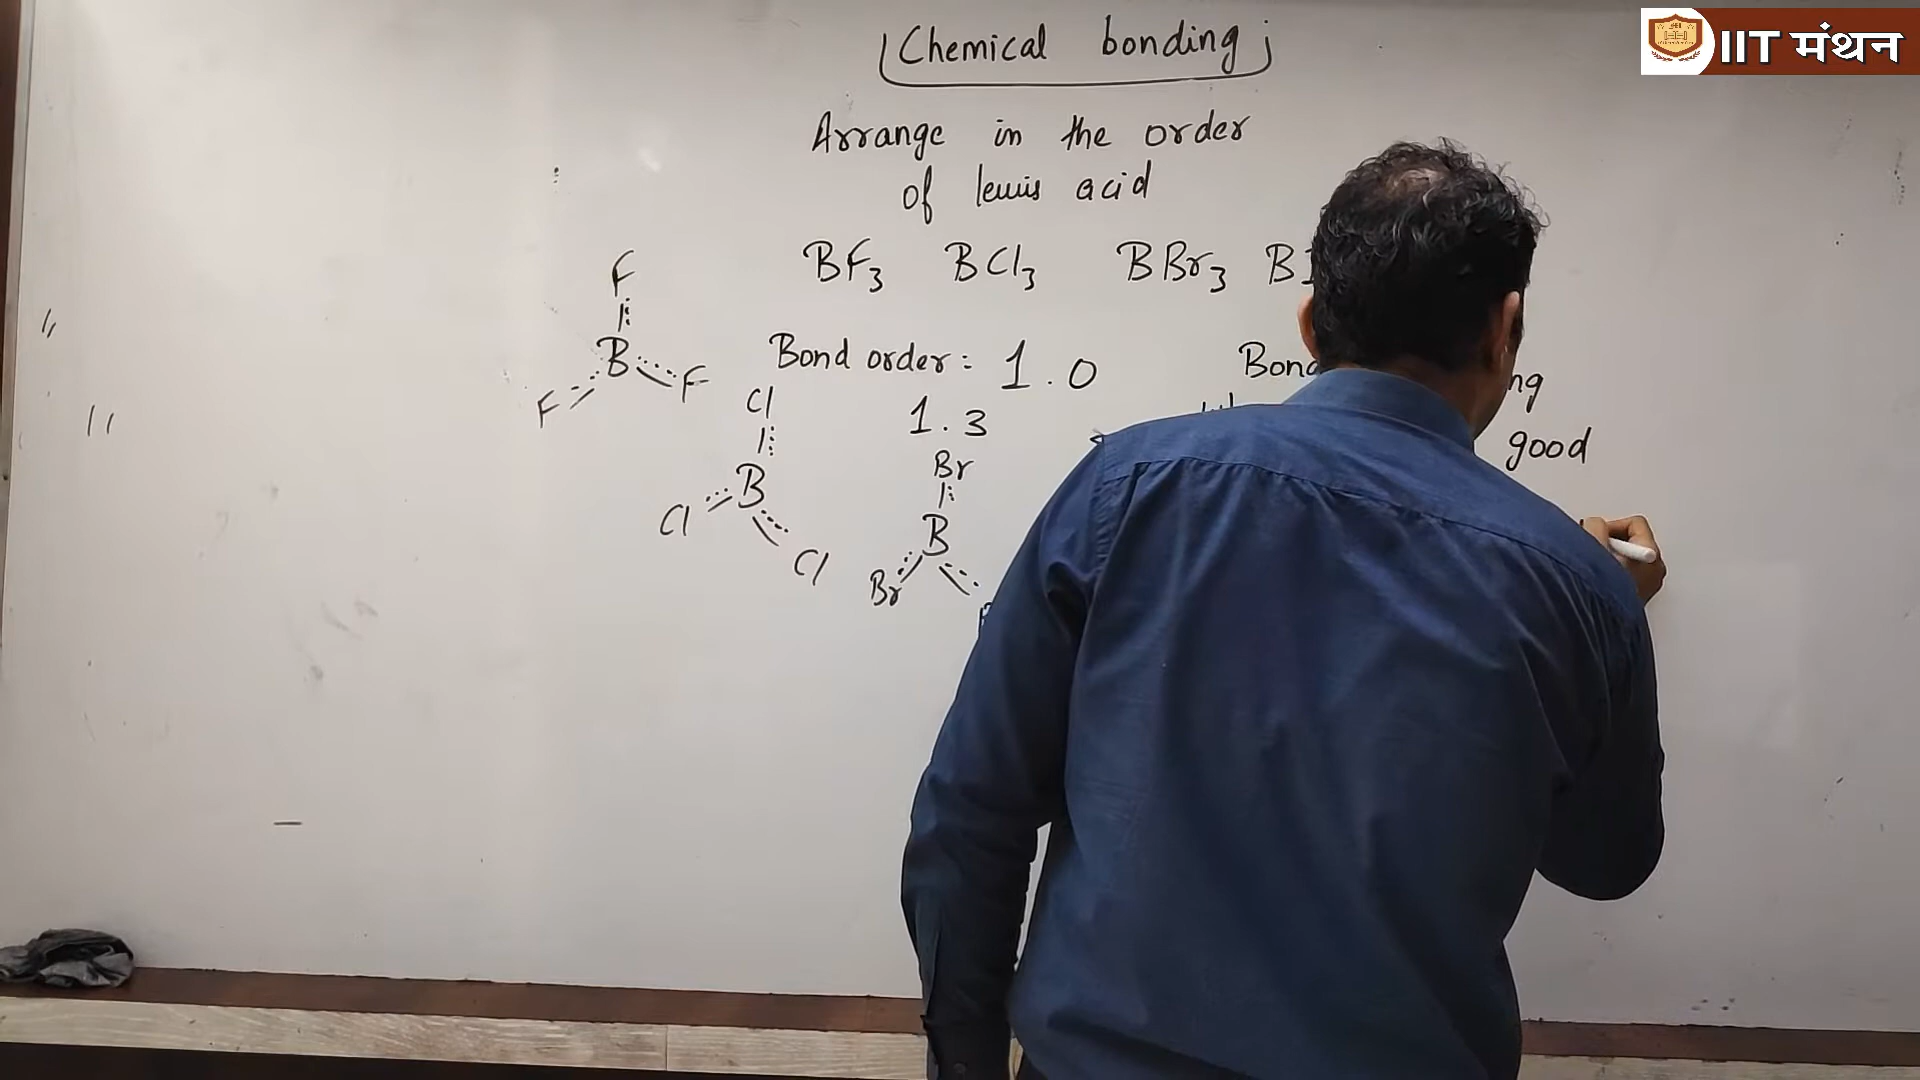 IIT मंथन
Chemical bonding
Arrange in the order
of lewis acid
BF3 BCl3 BBr3
Bond order: 1.0
1.3
good
F
B
F F
Cl
B
Cl Cl
Br
B
Br